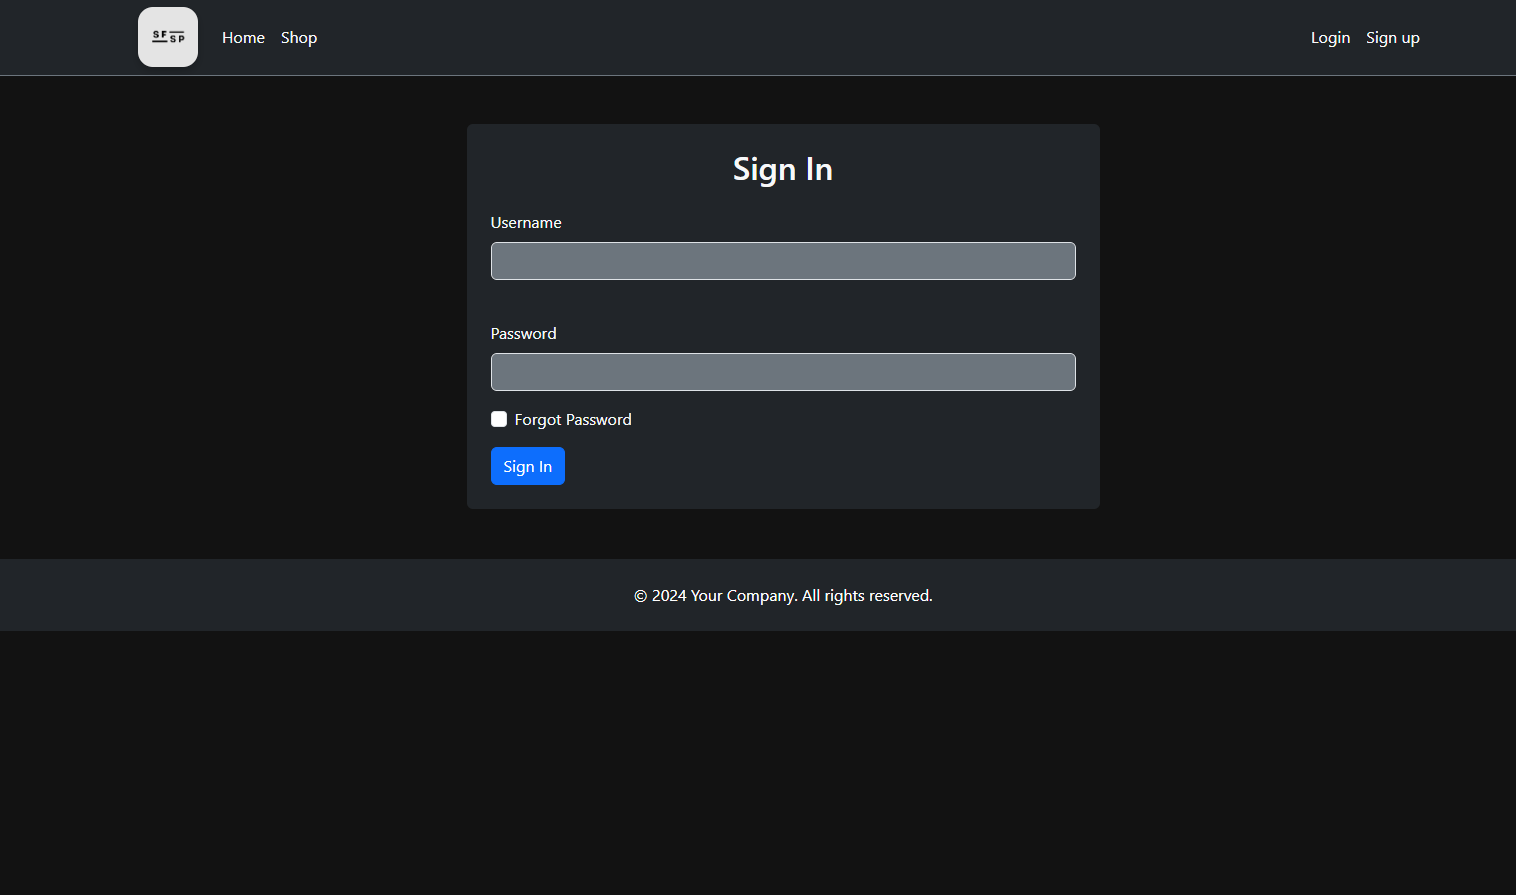 SF
SP
Home Shop Login Sign up
Sign In
Username
Password
Forgot Password
Sign In
© 2024 Your Company. All rights reserved.